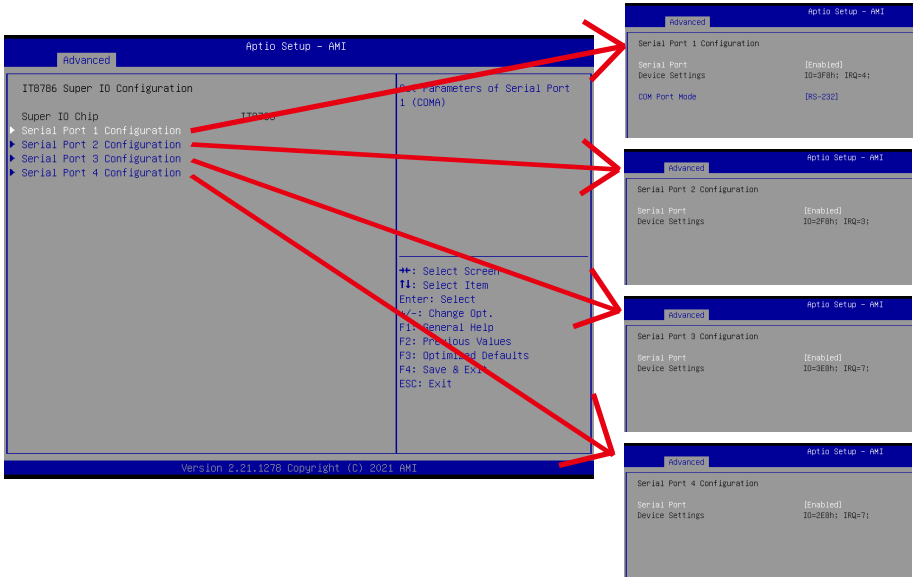 Aptio Setup - AMI
Advanced
IT8786 Super IO Configuration
Super IO Chip IT8786
Serial Port 1 Configuration
Serial Port 2 Configuration
Serial Port 3 Configuration
Serial Port 4 Configuration
Set Parameters of Serial Port
1 (COMA)
→←: Select Screen
↑↓: Select Item
Enter: Select
+/-: Change Opt.
F1: General Help
F2: Previous Values
F3: Optimized Defaults
F4: Save & Exit
ESC: Exit
Version 2.21.1278 Copyright (C) 2021 AMI
Aptio Setup - AMI
Advanced
Serial Port 1 Configuration
Serial Port [Enabled]
Device Settings IO=3F8h; IRQ=4;
COM Port Mode [RS-232]
Aptio Setup - AMI
Advanced
Serial Port 2 Configuration
Serial Port [Enabled]
Device Settings IO=2F8h; IRQ=3;
Aptio Setup - AMI
Advanced
Serial Port 3 Configuration
Serial Port [Enabled]
Device Settings IO=3E8h; IRQ=7;
Aptio Setup - AMI
Advanced
Serial Port 4 Configuration
Serial Port [Enabled]
Device Settings IO=2E8h; IRQ=7;